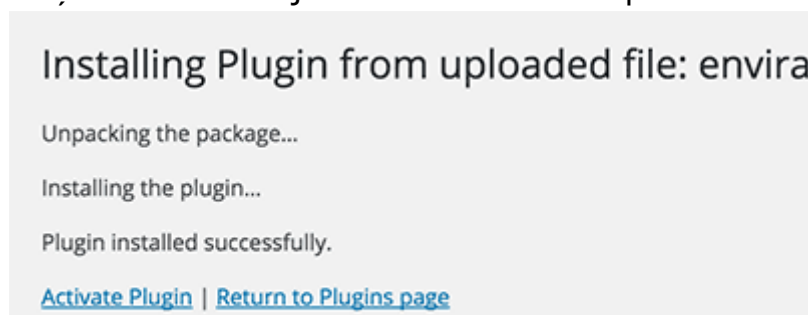 Installing Plugin from uploaded file: envira
Unpacking the package...
Installing the plugin...
Plugin installed successfully.
Activate Plugin | Return to Plugins page